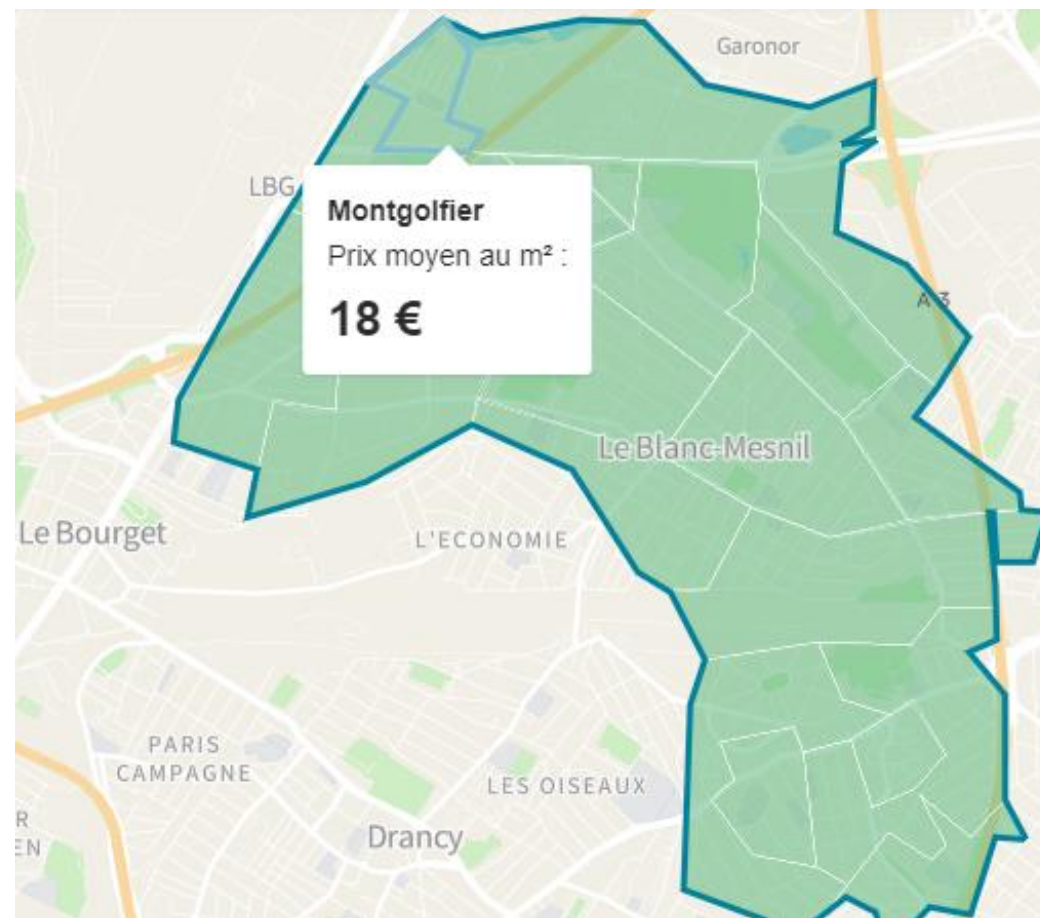 Garonor
LBG
Montgolfier
Prix moyen au m² :
18 €
Le Blanc-Mesnil
Le Bourget
L'ECONOMIE
PARIS
CAMPAGNE
LES OISEAUX
R
EN
Drancy